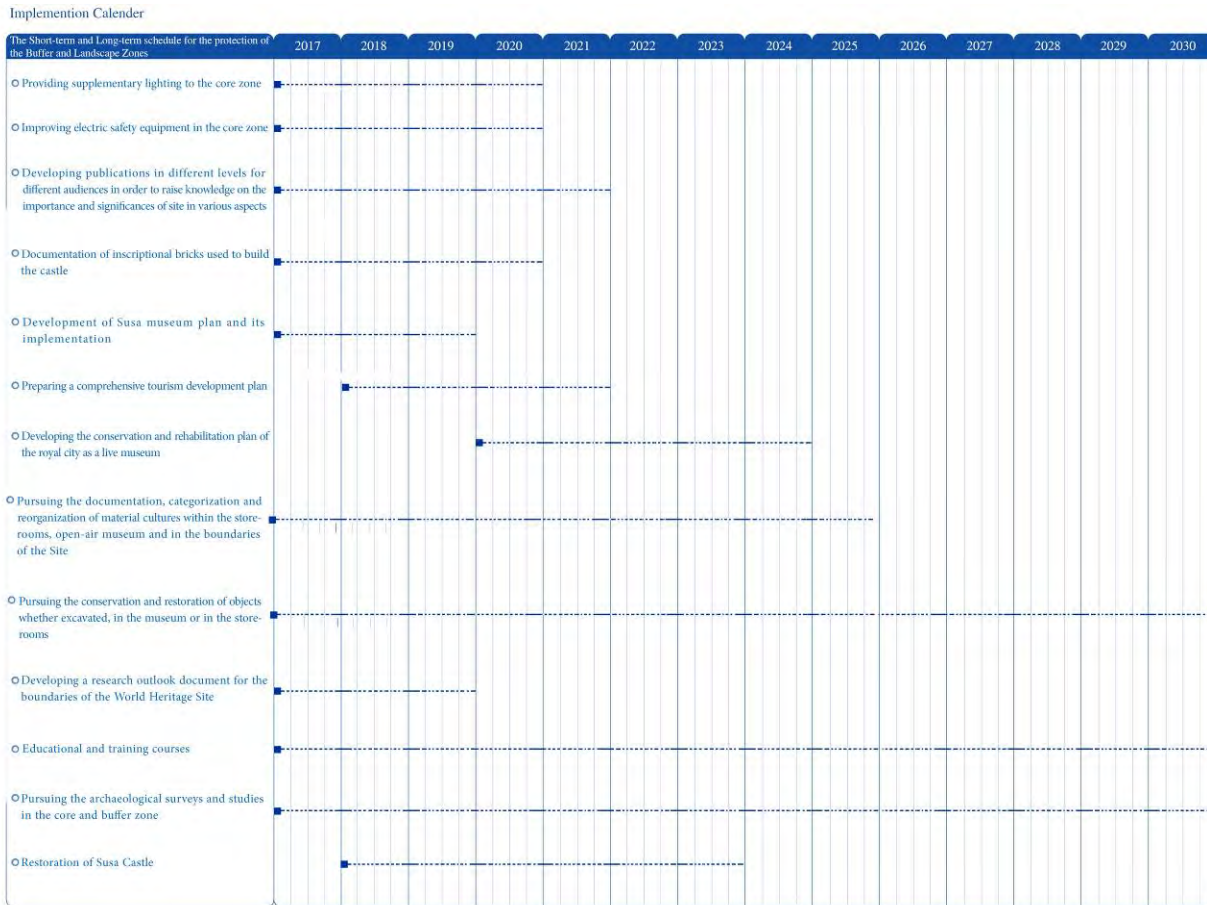 Implemention Calender
The Short-term and Long-term schedule for the protection of
the Buffer and Landscape Zones
2017 2018 2019 2020 2021 2022 2023 2024 2025 2026 2027 2028 2029 2030
Providing supplementary lighting to the core zone
Improving electric safety equipment in the core zone
Developing publications in different levels for
different audiences in order to raise knowledge on the
importance and significances of site in various aspects
Documentation of inscriptional bricks used to build
the castle
Development of Susa museum plan and its
implementation
Preparing a comprehensive tourism development plan
Developing the conservation and rehabilitation plan of
the royal city as a live museum
Pursuing the documentation, categorization and
reorganization of material cultures within the store-
rooms, open-air museum and in the boundaries
of the Site
Pursuing the conservation and restoration of objects
whether excavated, in the museum or in the store-
rooms
Developing a research outlook document for the
boundaries of the World Heritage Site
Educational and training courses
Pursuing the archaeological surveys and studies
in the core and buffer zone
Restoration of Susa Castle